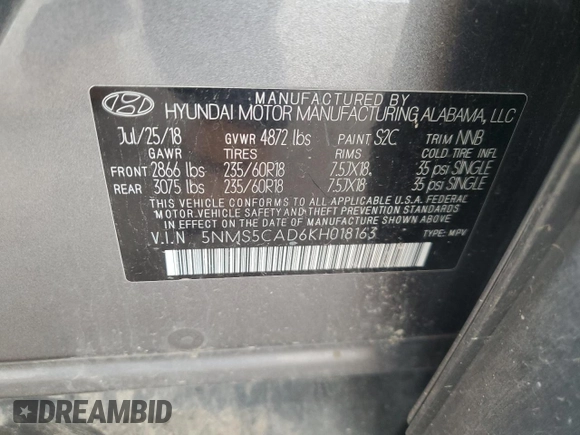 MANUFACTURED BY
HYUNDAI MOTOR MANUFACTURING ALABAMA, LLC
Jul/25/18 GVWR 4872 lbs PAINT S2C TRIM NNB
GAWR TIRES RIMS COLD TIRE INFL
FRONT 2866 lbs 235/60R18 7.5JX18 35 psi SINGLE
REAR 3075 lbs 235/60R18 7.5JX18 35 psi SINGLE
THIS VEHICLE CONFORMS TO ALL APPLICABLE U.S.A. FEDERAL
MOTOR VEHICLE SAFETY AND THEFT PREVENTION STANDARDS
IN EFFECT ON THE DATE OF MANUFACTURE SHOWN ABOVE.
V.I.N 5NMS5CAD6KH018163 TYPE: MPV
DREAMBID